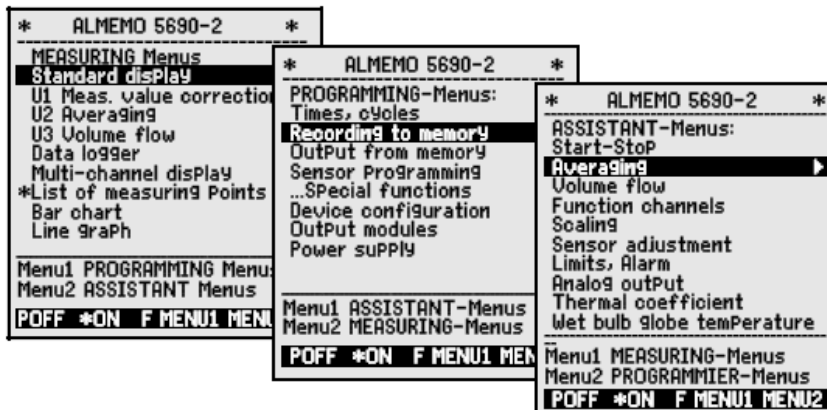 * ALMEMO 5690-2 *
MEASURING Menus
Standard display
U1 Meas. value correction
U2 Averaging
U3 Volume flow
Data logger
Multi-channel display
*List of measuring points
Bar chart
Line graph
Menu1 PROGRAMMING Menu
Menu2 ASSISTANT Menus
POFF *ON F MENU1
* ALMEMO 5690-2 *
PROGRAMMING-Menus:
Times, cycles
Recording to memory
Output from memory
Sensor Programming
...Special functions
Device configuration
Output modules
Power supply
Menu1 ASSISTANT-Menus
Menu2 MEASURING-Menus
POFF *ON F MENU1
* ALMEMO 5690-2 *
ASSISTANT-Menus:
Start-Stop
Averaging
Volume flow
Function channels
Scaling
Sensor adjustment
Limits, Alarm
Analog output
Thermal coefficient
Wet bulb globe temperature
Menu1 MEASURING-Menus
Menu2 PROGRAMMIER-Menus
POFF *ON F MENU1 MENU2